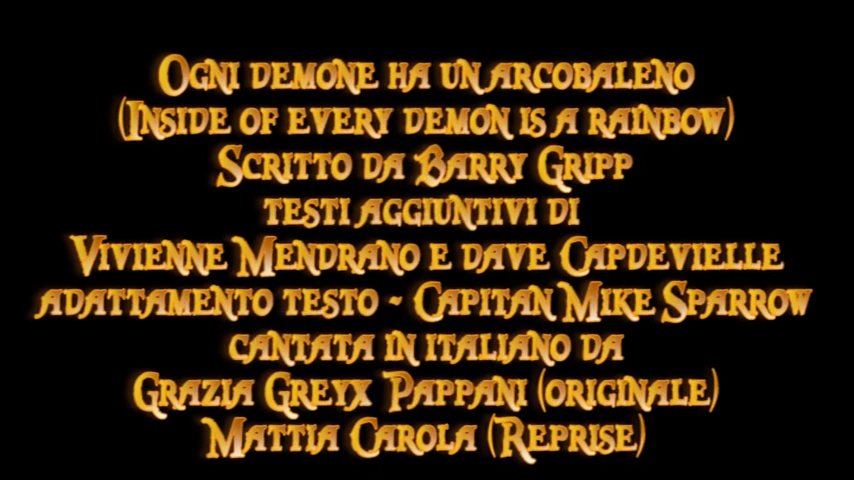 Ogni demone ha un arcobaleno
(Inside of every demon is a rainbow)
Scritto da Barry Gripp
testi aggiuntivi di
Vivienne Mendrano e dave Capdevielle
adattamento testo - Capitan Mike Sparrow
cantata in italiano da
Grazia Greyx Pappani (originale)
Mattia Carola (Reprise)